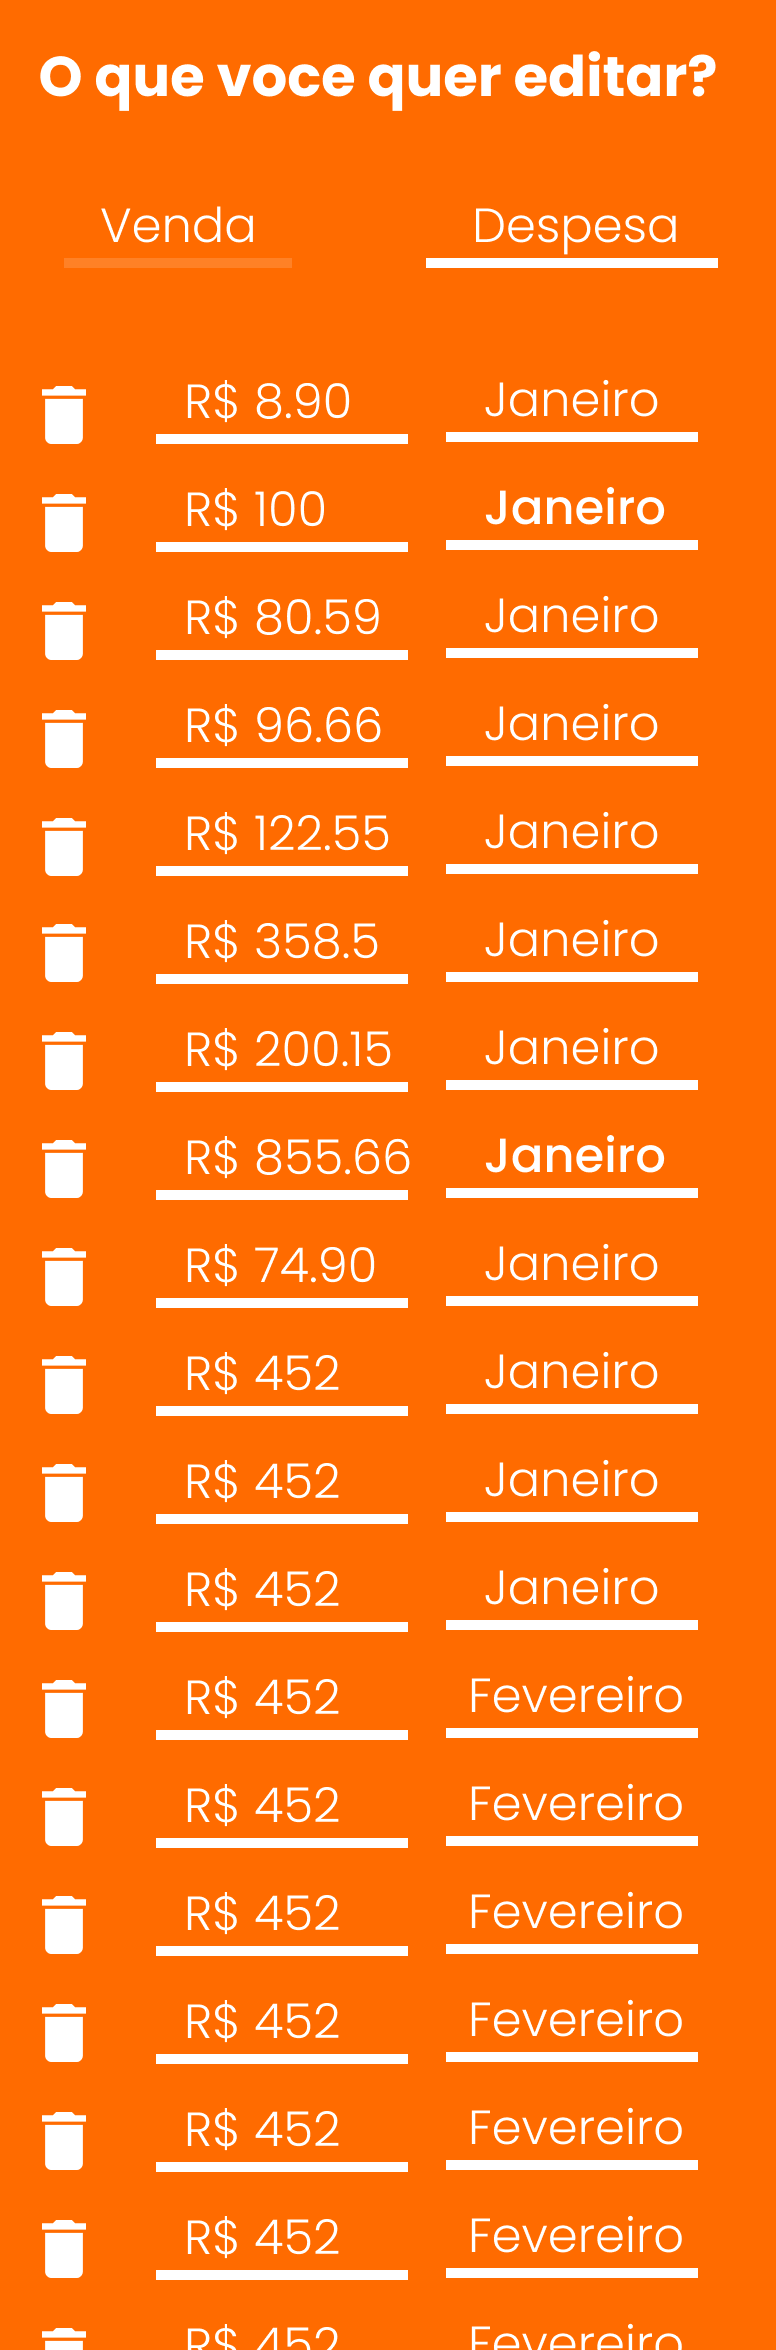 O que voce quer editar?
Venda Despesa
R$ 8.90 Janeiro
R$ 100 Janeiro
R$ 80.59 Janeiro
R$ 96.66 Janeiro
R$ 122.55 Janeiro
R$ 358.5 Janeiro
R$ 200.15 Janeiro
R$ 855.66 Janeiro
R$ 74.90 Janeiro
R$ 452 Janeiro
R$ 452 Janeiro
R$ 452 Janeiro
R$ 452 Fevereiro
R$ 452 Fevereiro
R$ 452 Fevereiro
R$ 452 Fevereiro
R$ 452 Fevereiro
R$ 452 Fevereiro
R$ 452 Fevereiro